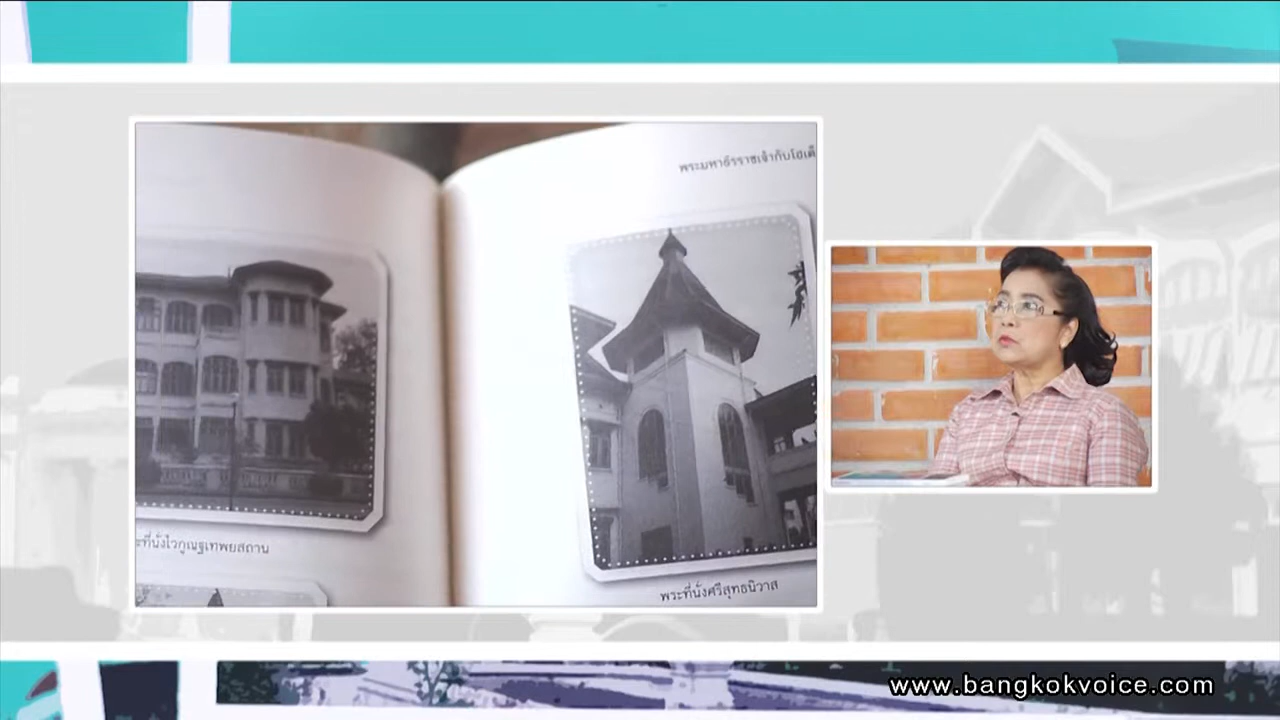 พระมหาธีรราชเจ้ากับโฮเต็
ะที่นั่งไวกูณฐเทพยสถาน
พระที่นั่งศรีสุทธนิวาส
www.bangkokvoice.com